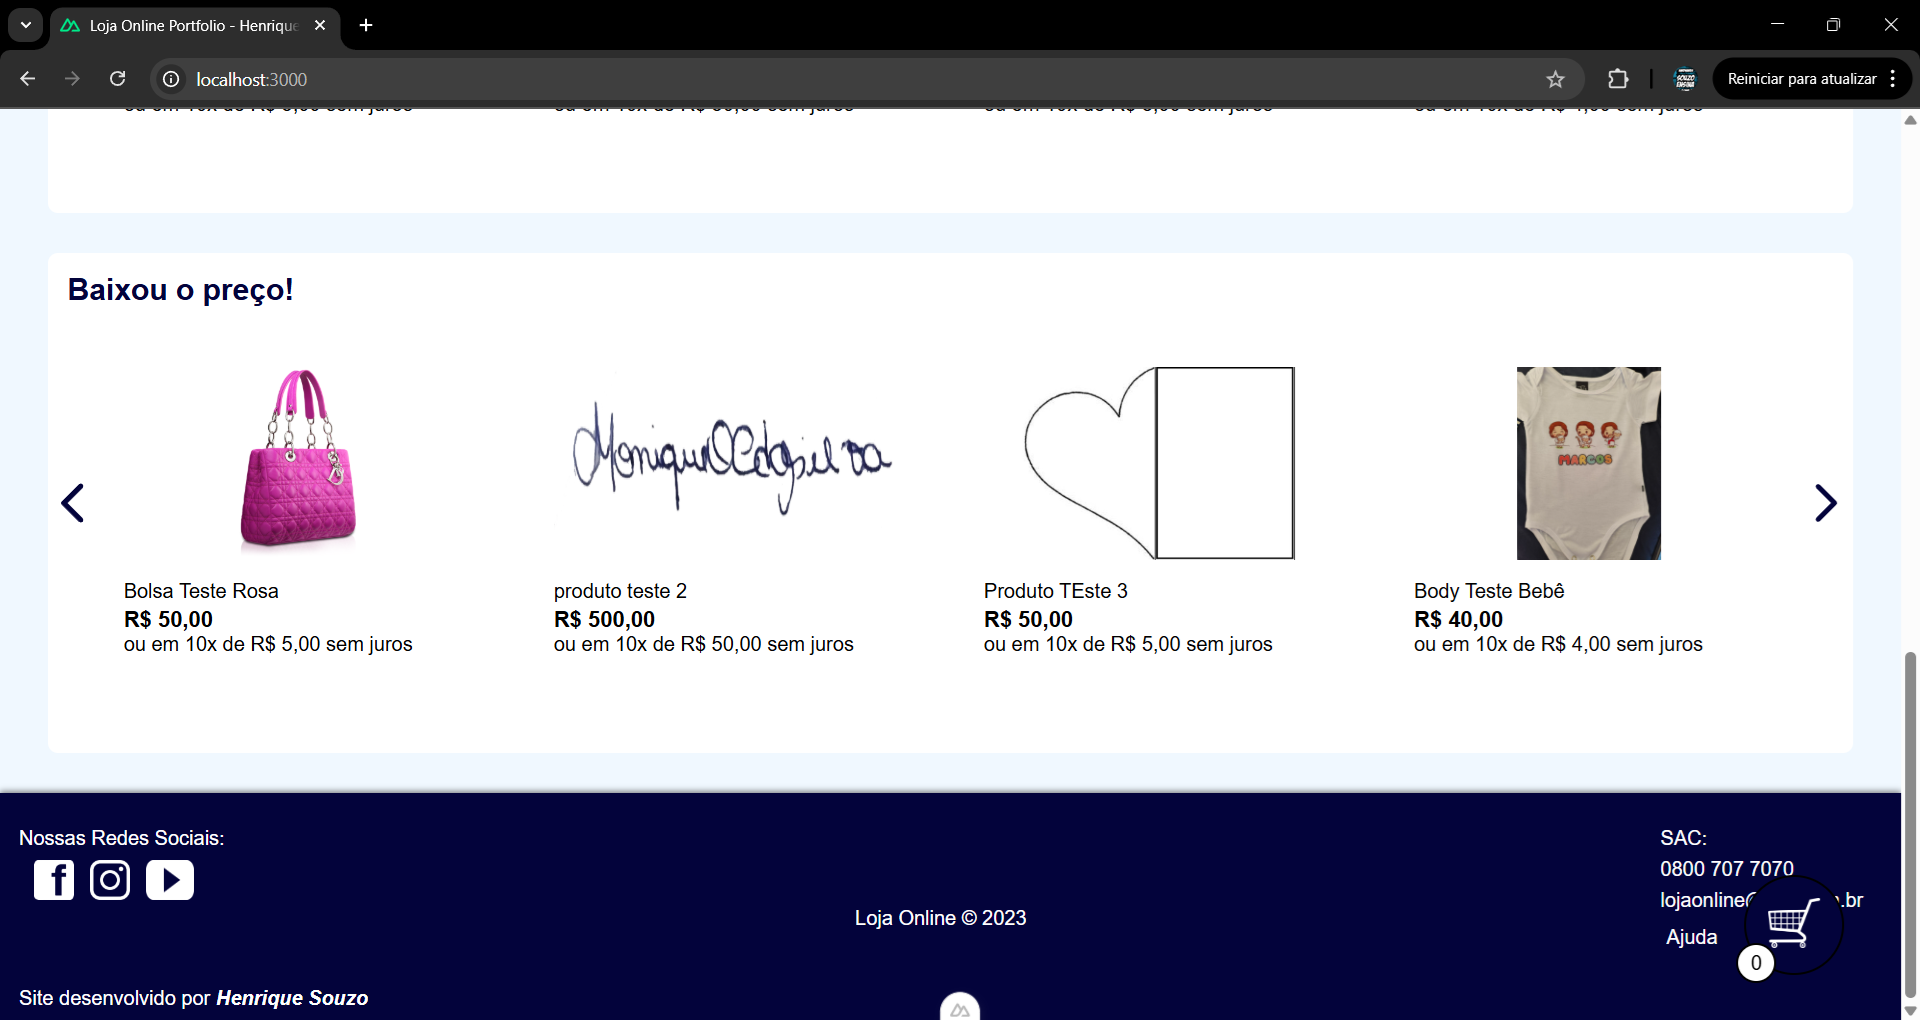 Loja Online Portfolio - Henrique
localhost:3000
Reiniciar para atualizar
ou em 10x de R$ 5,00 sem juros
ou em 10x de R$ 50,00 sem juros
ou em 10x de R$ 5,00 sem juros
ou em 10x de R$ 4,00 sem juros
Baixou o preço!
MARCOS
Bolsa Teste Rosa
R$ 50,00
ou em 10x de R$ 5,00 sem juros
produto teste 2
R$ 500,00
ou em 10x de R$ 50,00 sem juros
Produto TEste 3
R$ 50,00
ou em 10x de R$ 5,00 sem juros
Body Teste Bebê
R$ 40,00
ou em 10x de R$ 4,00 sem juros
Nossas Redes Sociais:
Loja Online © 2023
Site desenvolvido por Henrique Souzo
SAC:
0800 707 7070
lojaonline .br
Ajuda
0